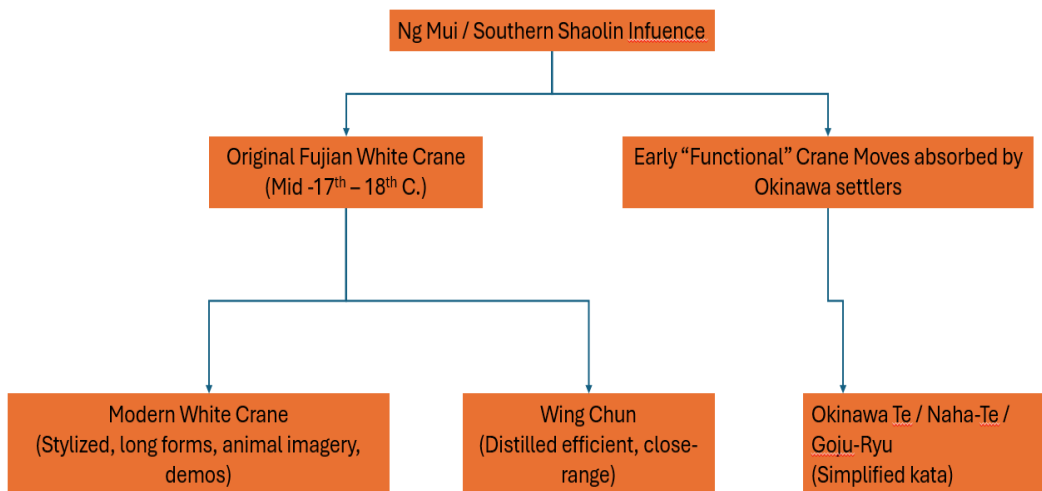 Ng Mui / Southern Shaolin Infuence
Original Fujian White Crane
(Mid -17th – 18th C.)
Early “Functional” Crane Moves absorbed by
Okinawa settlers
Modern White Crane
(Stylized, long forms, animal imagery,
demos)
Wing Chun
(Distilled efficient, close-
range)
Okinawa Te / Naha-Te /
Goju-Ryu
(Simplified kata)